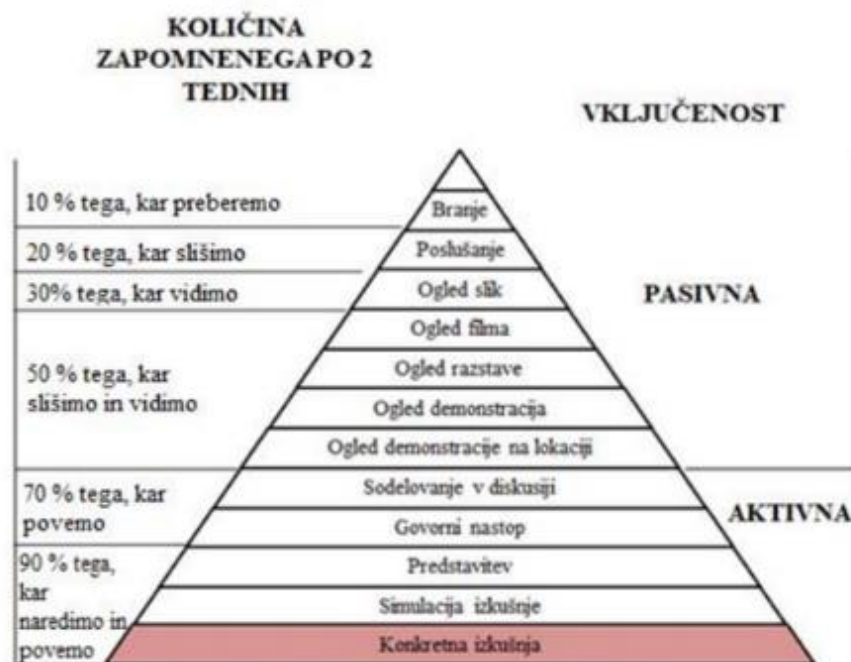 KOLIČINA
ZAPOMNENEGA PO 2
TEDNIH
VKLJUČENOST
10 % tega, kar preberemo
20 % tega, kar slišimo
30% tega, kar vidimo
50 % tega, kar
slišimo in vidimo
70 % tega, kar
povemo
90 % tega,
kar
naredimo in
povemo
Branje
Poslušanje
Ogled slik
Ogled filma
Ogled razstave
Ogled demonstracija
Ogled demonstracije na lokaciji
Sodelovanje v diskusiji
Govorni nastop
Predstavitev
Simulacija izkušnje
Konkretna izkušnja
PASIVNA
AKTIVNA